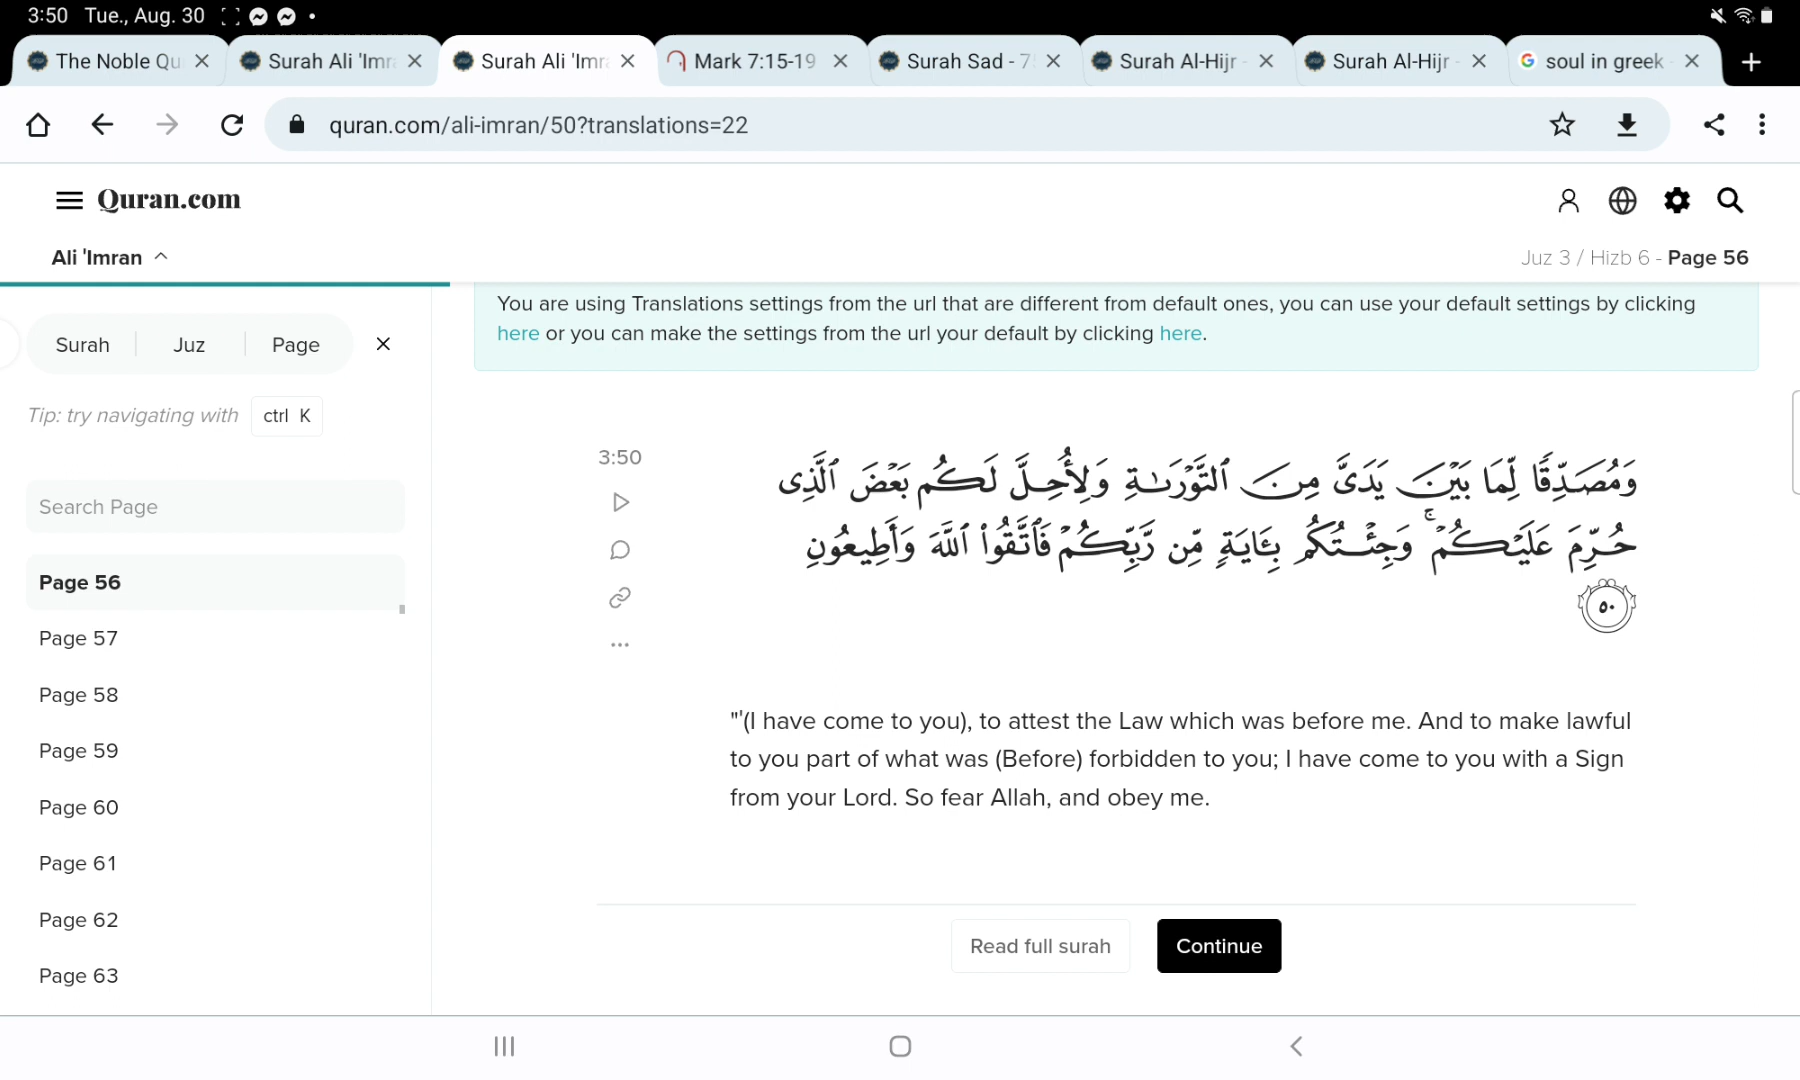 3:50 Tue., Aug. 30
The Noble Qu
Surah Ali 'Imra
Surah Ali 'Imra
Mark 7:15-19
Surah Sad - 7
Surah Al-Hijr -
Surah Al-Hijr -
soul in greek -
quran.com/ali-imran/50?translations=22
Quran.com
Ali 'Imran
Juz 3 / Hizb 6 - Page 56
You are using Translations settings from the url that are different from default ones, you can use your default settings by clicking
here or you can make the settings from the url your default by clicking here.
Surah
Juz
Page
Tip: try navigating with ctrl K
Search Page
Page 56
Page 57
Page 58
Page 59
Page 60
Page 61
Page 62
Page 63
3:50
وَمُصَدِّقًا لِّمَا بَيْنَ يَدَىَّ مِنَ ٱلتَّوْرَىٰةِ وَلِأُحِلَّ لَكُم بَعْضَ ٱلَّذِى
حُرِّمَ عَلَيْكُمْ ۚ وَجِئْتُكُم بِـَٔايَةٍ مِّن رَّبِّكُمْ فَٱتَّقُوا۟ ٱللَّهَ وَأَطِيعُونِ
٥٠
"'(I have come to you), to attest the Law which was before me. And to make lawful
to you part of what was (Before) forbidden to you; I have come to you with a Sign
from your Lord. So fear Allah, and obey me.
Read full surah
Continue